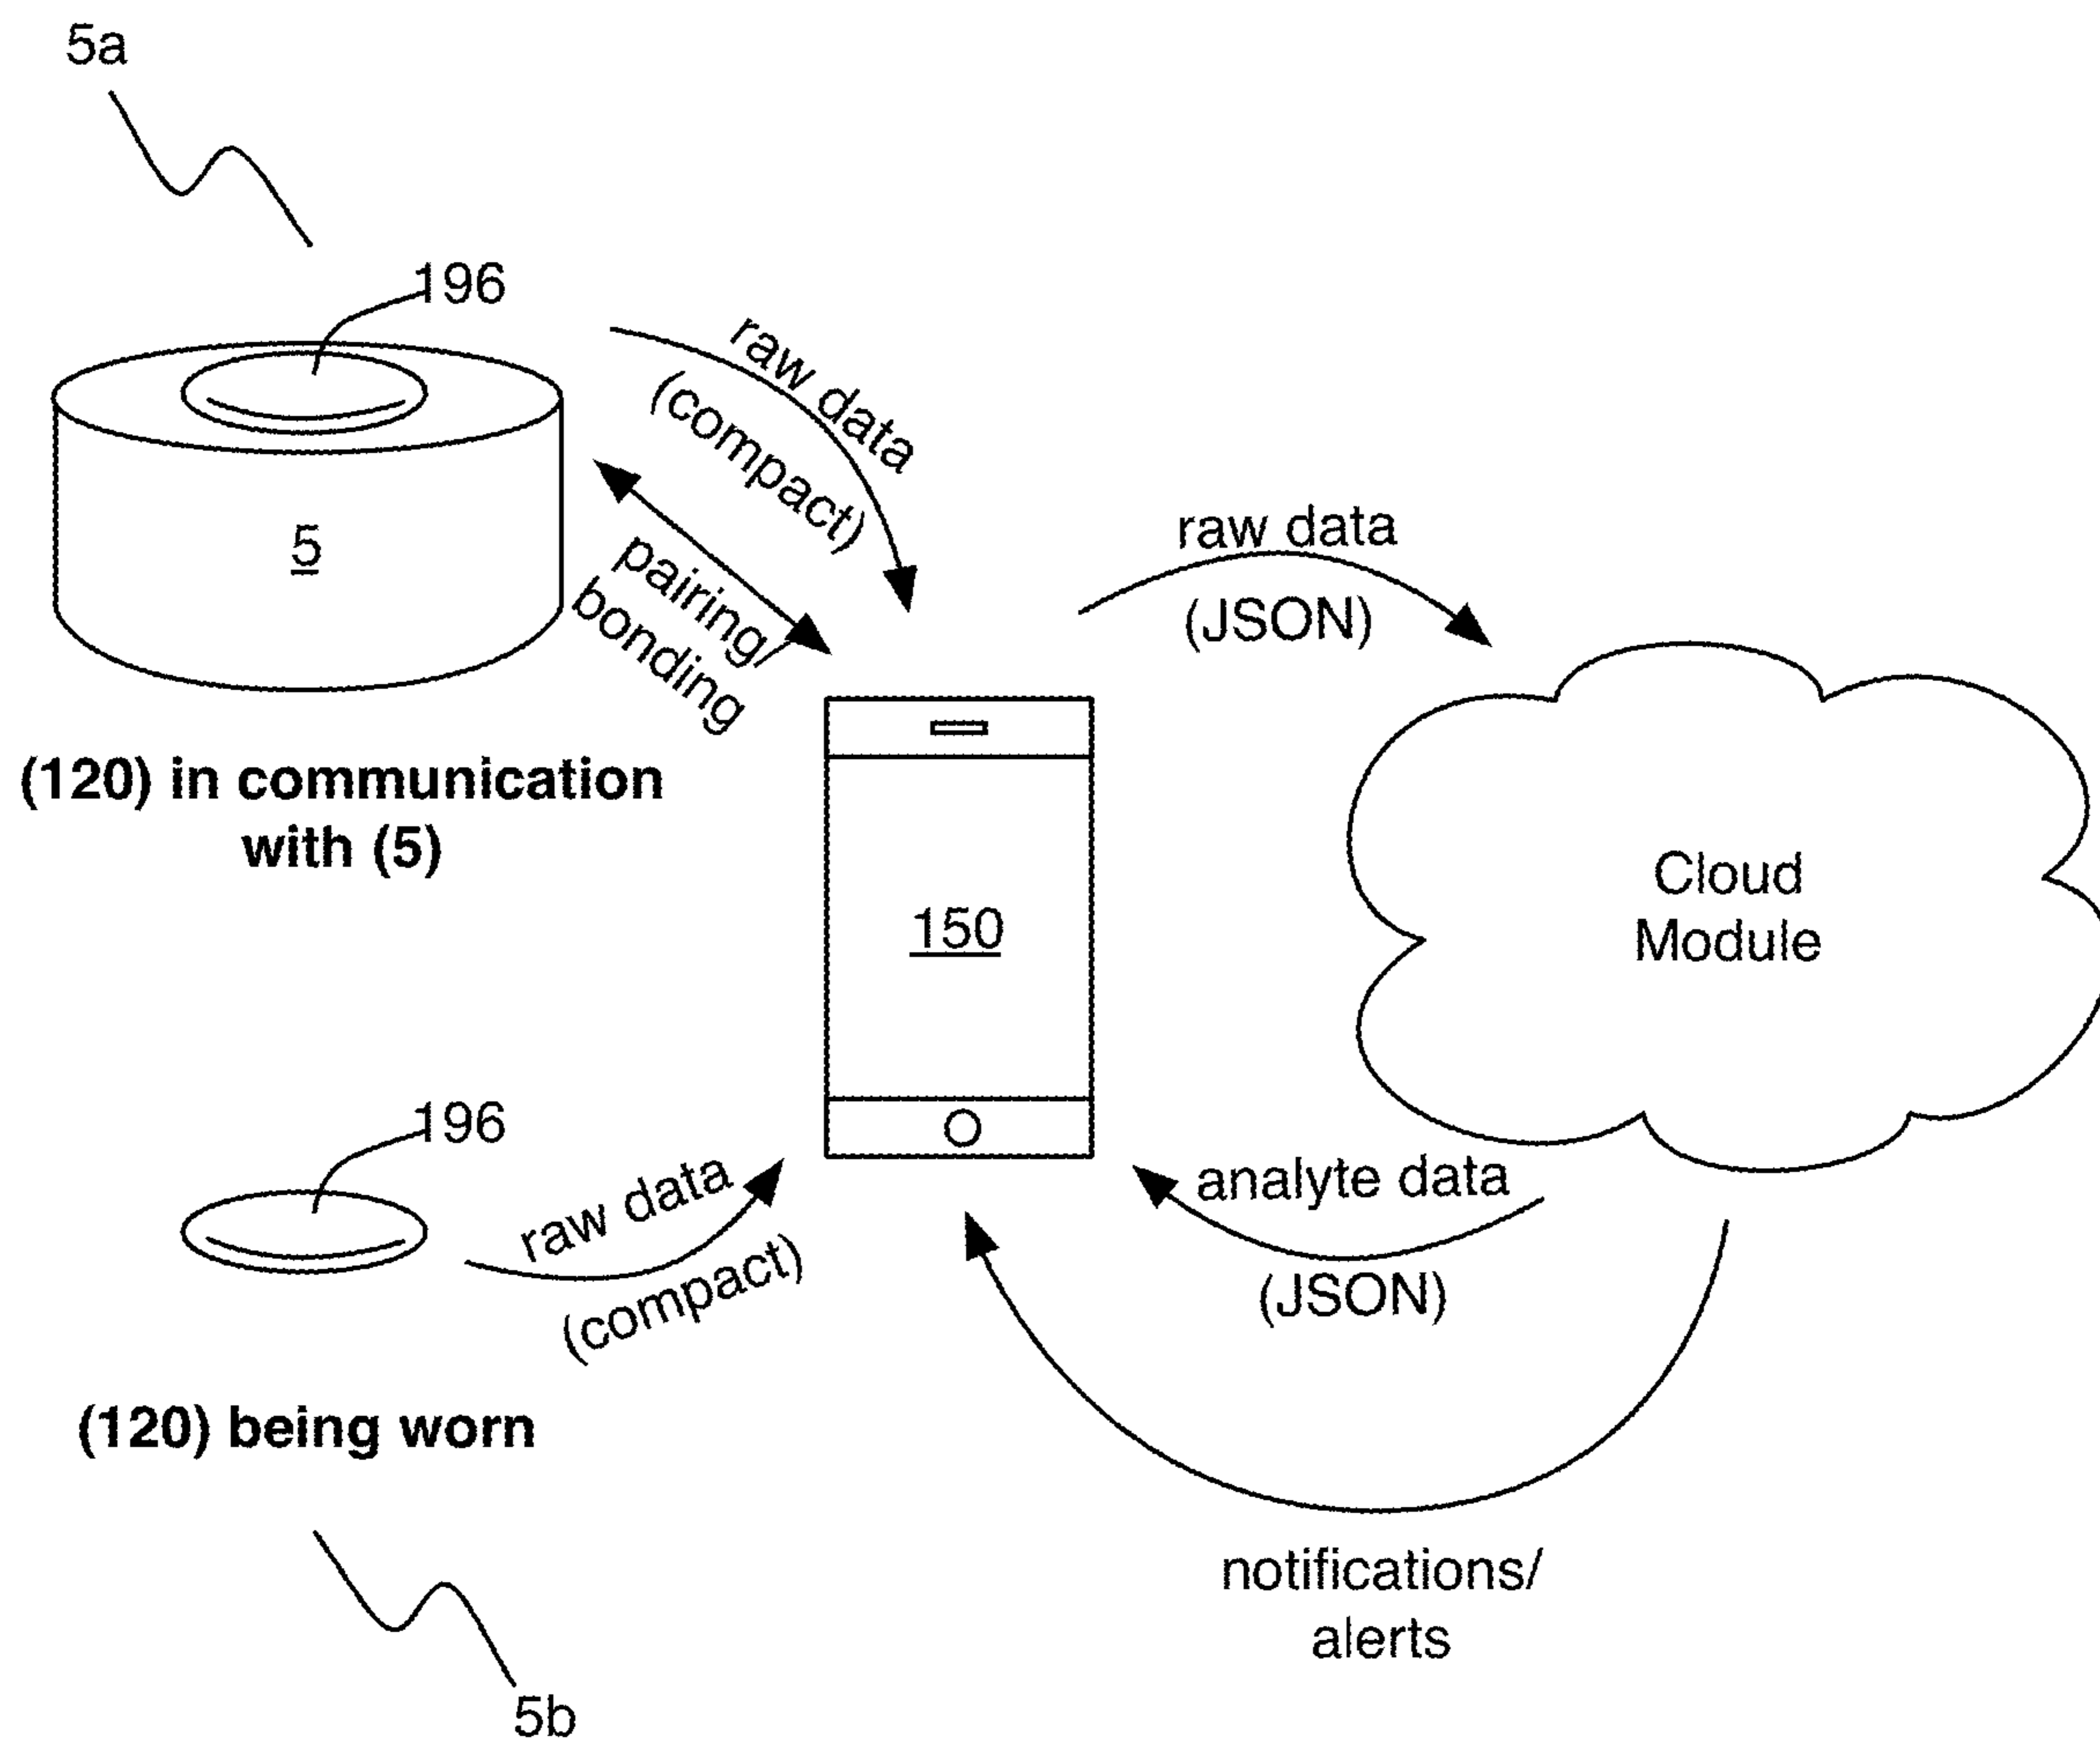 5a
196
raw data
(compact)
5
pairing/
bonding
raw data
(JSON)
(120) in communication
with (5)
150
Cloud
Module
196
raw data
(compact)
analyte data
(JSON)
(120) being worn
notifications/
alerts
5b